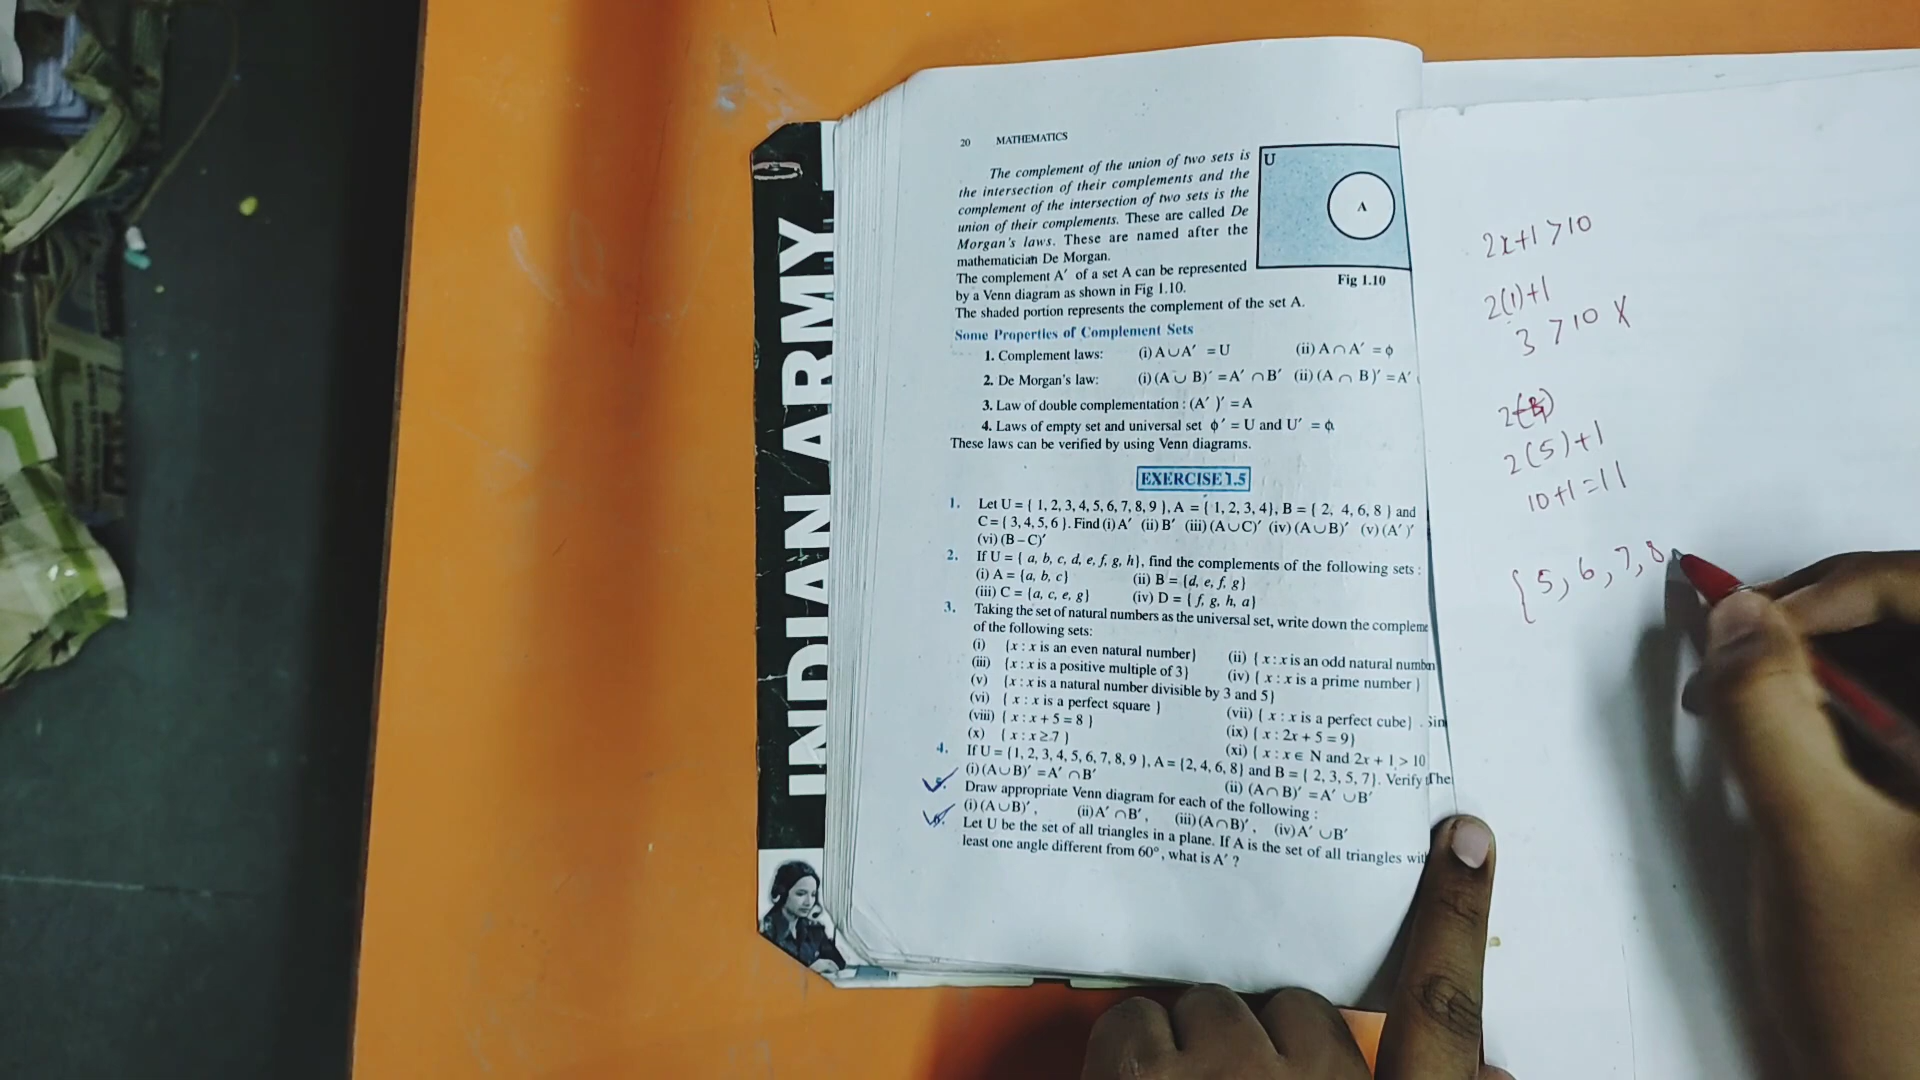 INDIAN ARMY
20 MATHEMATICS
The complement of the union of two sets is
the intersection of their complements and the
complement of the intersection of two sets is the
union of their complements. These are called De
Morgan's laws. These are named after the
mathematician De Morgan.
The complement A′ of a set A can be represented
by a Venn diagram as shown in Fig 1.10.
The shaded portion represents the complement of the set A.
U
A
Fig 1.10
Some Properties of Complement Sets
1. Complement laws: (i) A ∪ A′ = U (ii) A ∩ A′ = φ
2. De Morgan's law: (i) (A ∪ B)′ = A′ ∩ B′ (ii) (A ∩ B)′ = A′
3. Law of double complementation : (A′ )′ = A
4. Laws of empty set and universal set φ′ = U and U′ = φ.
These laws can be verified by using Venn diagrams.
EXERCISE 1.5
1. Let U = { 1, 2, 3, 4, 5, 6, 7, 8, 9 }, A = { 1, 2, 3, 4}, B = { 2, 4, 6, 8 } and
C = { 3, 4, 5, 6 }. Find (i) A′ (ii) B′ (iii) (A ∪ C)′ (iv) (A ∪ B)′ (v) (A′ )′
(vi) (B – C)′
2. If U = { a, b, c, d, e, f, g, h}, find the complements of the following sets :
(i) A = {a, b, c} (ii) B = {d, e, f, g}
(iii) C = {a, c, e, g} (iv) D = { f, g, h, a}
3. Taking the set of natural numbers as the universal set, write down the
of the following sets:
(i) {x : x is an even natural number} (ii) { x : x is an odd natural
(iii) {x : x is a positive multiple of 3} (iv) { x : x is a prime number }
(v) {x : x is a natural number divisible by 3 and 5}
(vi) { x : x is a perfect square } (vii) { x : x is a perfect cube}
(viii) { x : x + 5 = 8 } (ix) { x : 2x + 5 = 9}
(x) { x : x ≥ 7 } (xi) { x : x ∈ N and 2x + 1 > 10
4. If U = {1, 2, 3, 4, 5, 6, 7, 8, 9 }, A = {2, 4, 6, 8} and B = { 2, 3, 5, 7}. Verify
(i) (A ∪ B)′ = A′ ∩ B′ (ii) (A ∩ B)′ = A′ ∪ B′
5. Draw appropriate Venn diagram for each of the following :
(i) (A ∪ B)′, (ii) A′ ∩ B′, (iii) (A ∩ B)′, (iv) A′ ∪ B′
6. Let U be the set of all triangles in a plane. If A is the set of all triangles
least one angle different from 60°, what is A′ ?
2x+1 > 10
2(1)+1
3 > 10 X
2(5)+1
10+1=11
{5, 6, 7, 8